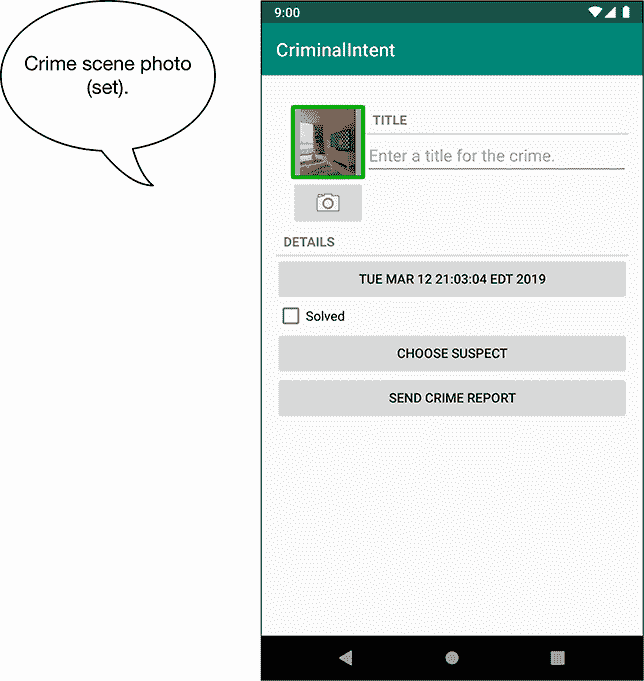 Crime scene photo
(set).
9:00
CriminalIntent
TITLE
Enter a title for the crime.
DETAILS
TUE MAR 12 21:03:04 EDT 2019
Solved
CHOOSE SUSPECT
SEND CRIME REPORT